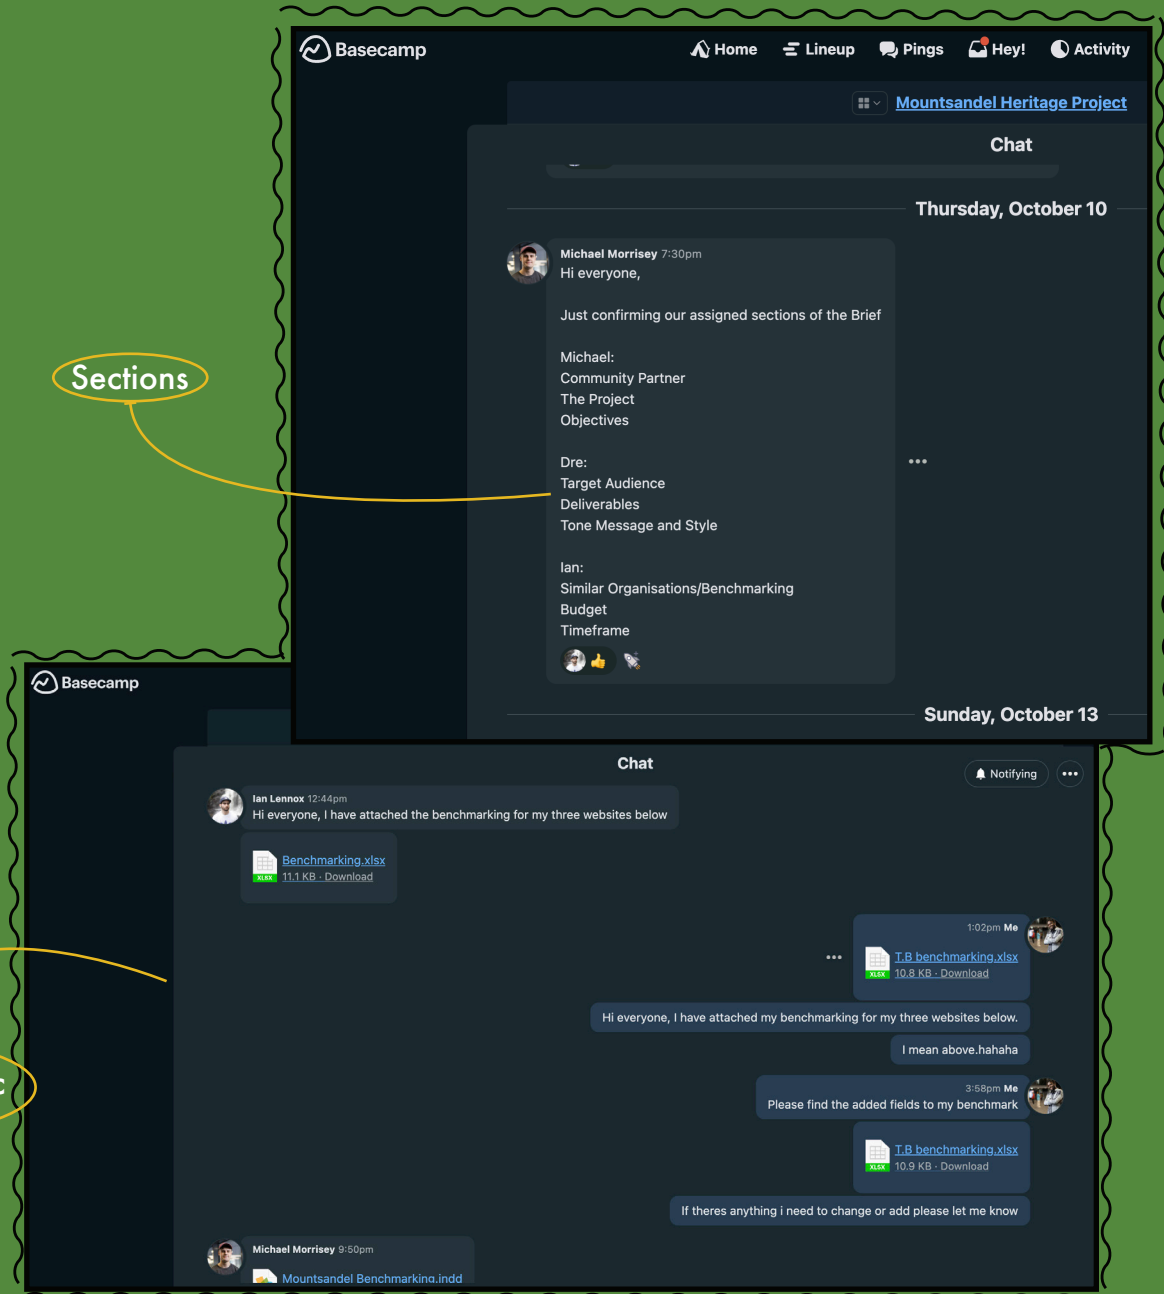 Basecamp
Home
Lineup
Pings
Hey!
Activity
Mountsandel Heritage Project
Chat
Thursday, October 10
Michael Morrisey 7:30pm
Hi everyone,
Just confirming our assigned sections of the Brief
Michael:
Community Partner
The Project
Objectives
Dre:
Target Audience
Deliverables
Tone Message and Style
Ian:
Similar Organisations/Benchmarking
Budget
Timeframe
Sunday, October 13
Sections
Basecamp
Chat
Notifying
Ian Lennox 12:44pm
Hi everyone, I have attached the benchmarking for my three websites below
XLSX
Benchmarking.xlsx
11.1 KB · Download
1:02pm Me
XLSX
T.B benchmarking.xlsx
10.8 KB · Download
Hi everyone, I have attached my benchmarking for my three websites below.
I mean above.hahaha
3:58pm Me
Please find the added fields to my benchmark
XLSX
T.B benchmarking.xlsx
10.9 KB · Download
If theres anything i need to change or add please let me know
Michael Morrisey 9:50pm
Mountsandel Benchmarking.indd